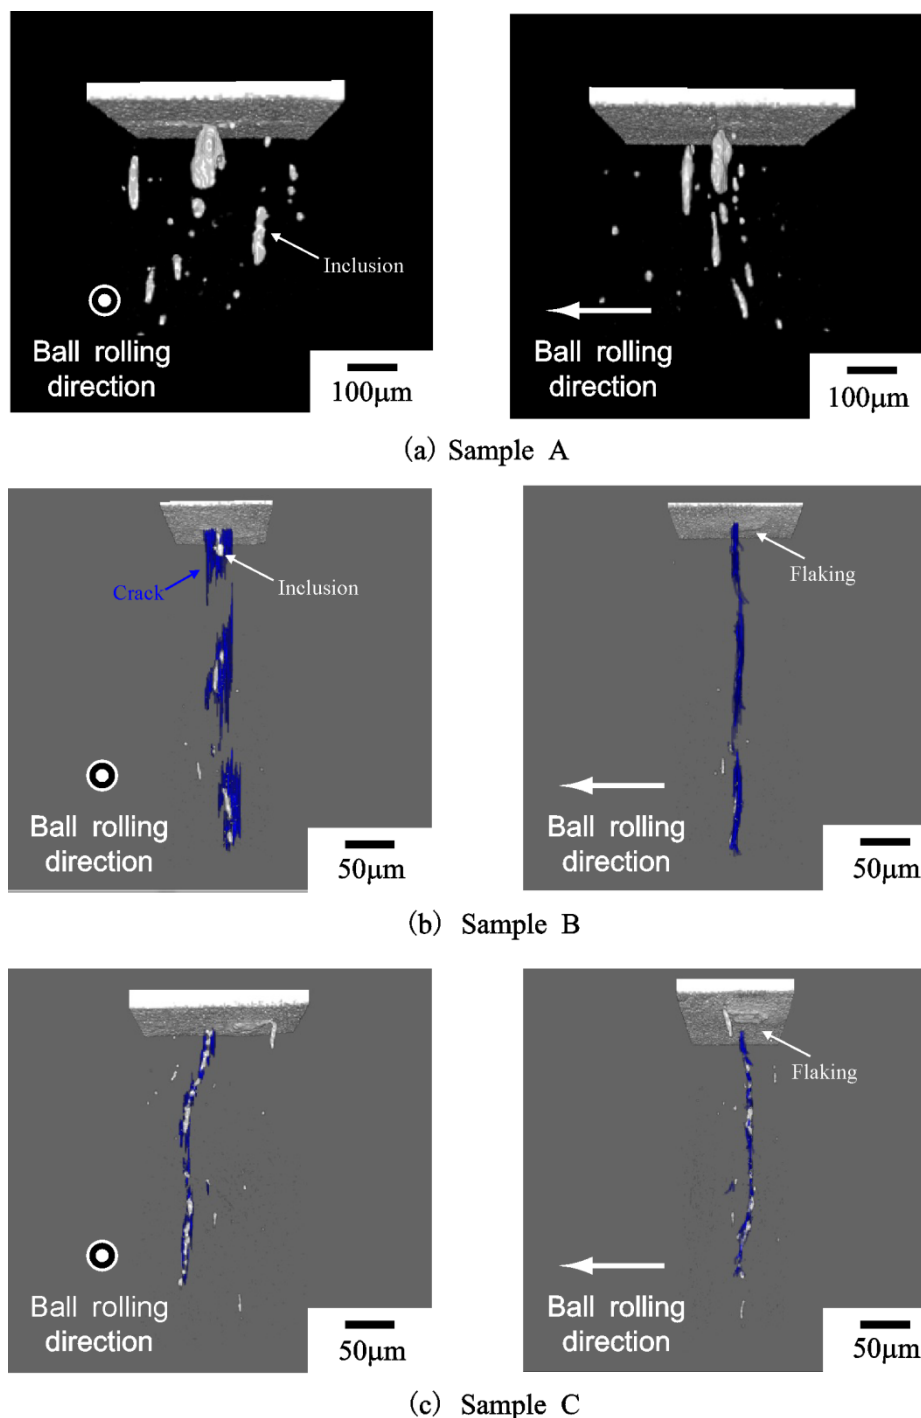 Inclusion
Ball rolling
direction
100μm
Ball rolling
direction
100μm
(a) Sample A
Crack
Inclusion
Ball rolling
direction
50μm
Flaking
Ball rolling
direction
50μm
(b) Sample B
Ball rolling
direction
50μm
Flaking
Ball rolling
direction
50μm
(c) Sample C